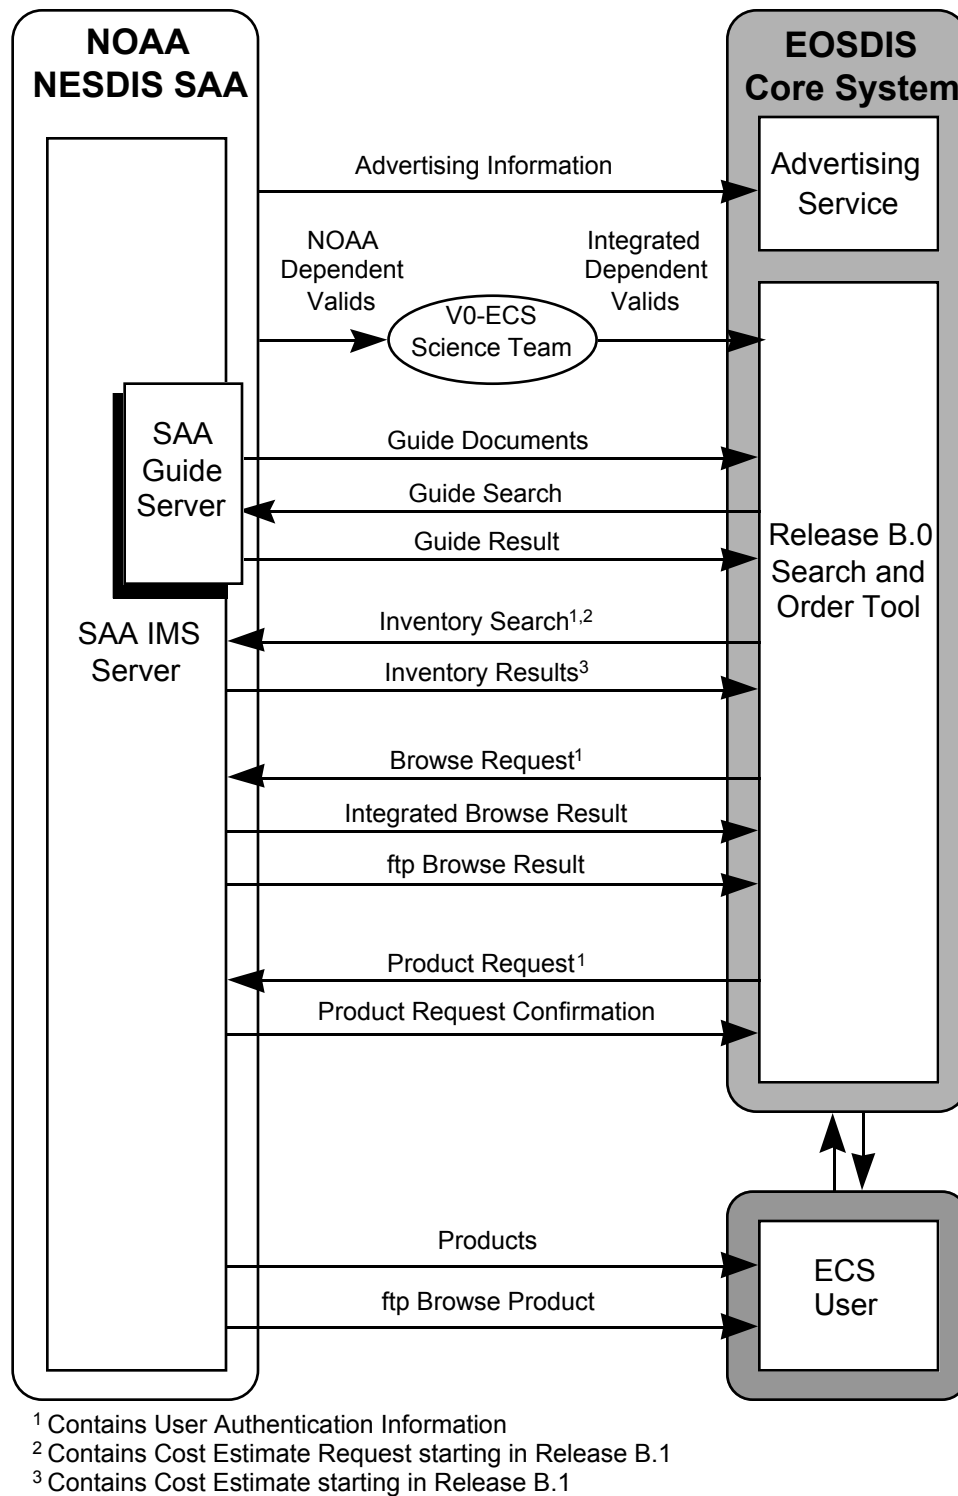 NOAA
NESDIS SAA
EOSDIS
Core System
Advertising Information
Advertising
Service
NOAA
Dependent
Valids
Integrated
Dependent
Valids
V0-ECS
Science Team
SAA
Guide
Server
Guide Documents
Guide Search
Guide Result
Release B.0
Search and
Order Tool
SAA IMS
Server
Inventory Search1,2
Inventory Results3
Browse Request1
Integrated Browse Result
ftp Browse Result
Product Request1
Product Request Confirmation
Products
ftp Browse Product
ECS
User
1 Contains User Authentication Information
2 Contains Cost Estimate Request starting in Release B.1
3 Contains Cost Estimate starting in Release B.1